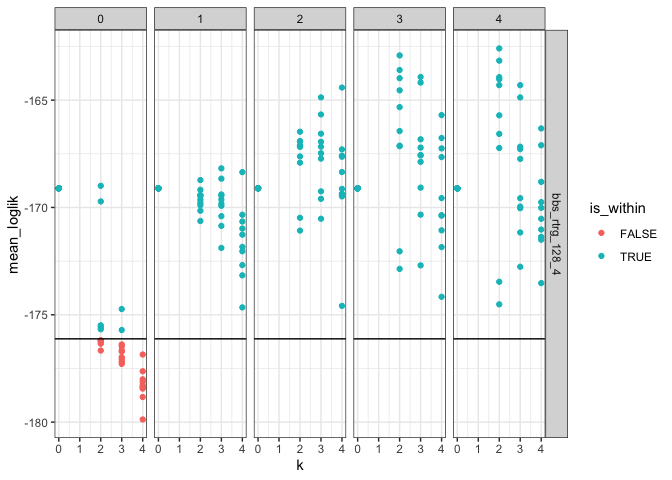 0 1 2 3 4
-165
-170
-175
-180
mean_loglik
bbs_rtrg_128_4
is_within
FALSE
TRUE
0 1 2 3 4 0 1 2 3 4 0 1 2 3 4 0 1 2 3 4 0 1 2 3 4
k